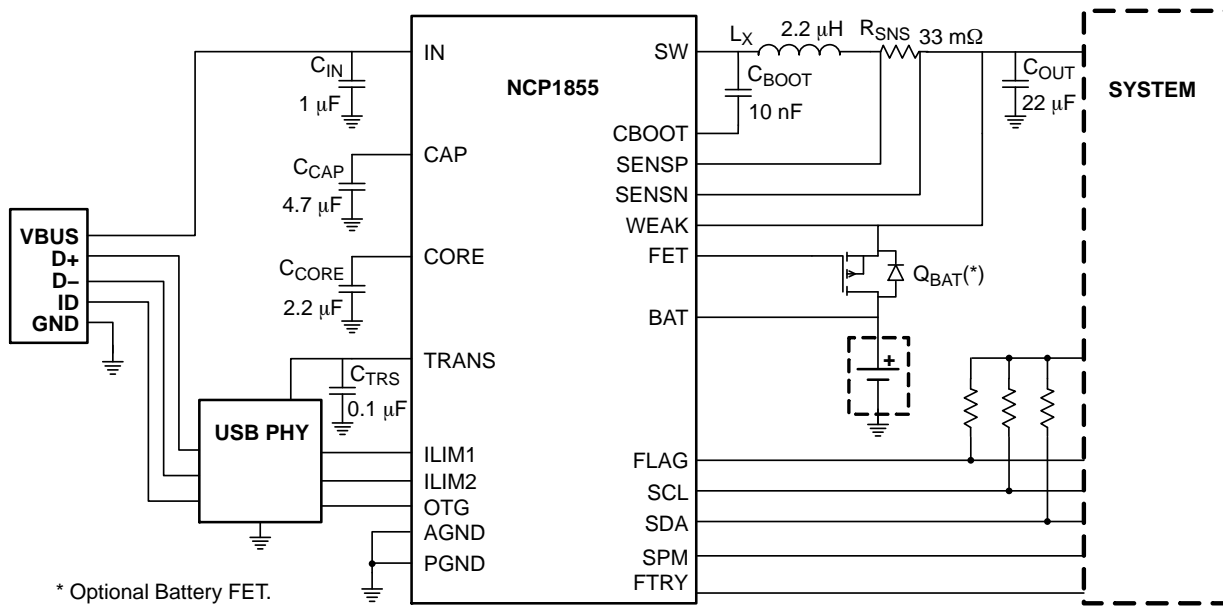 VBUS
D+
D–
ID
GND
C_IN
1 μF
C_CAP
4.7 μF
C_CORE
2.2 μF
C_TRS
0.1 μF
USB PHY
* Optional Battery FET.
NCP1855
IN
CAP
CORE
TRANS
ILIM1
ILIM2
OTG
AGND
PGND
SW
CBOOT
SENSP
SENSN
WEAK
FET
BAT
FLAG
SCL
SDA
SPM
FTRY
L_X
2.2 μH
R_SNS
33 mΩ
C_BOOT
10 nF
C_OUT
22 μF
Q_BAT(*)
+
SYSTEM